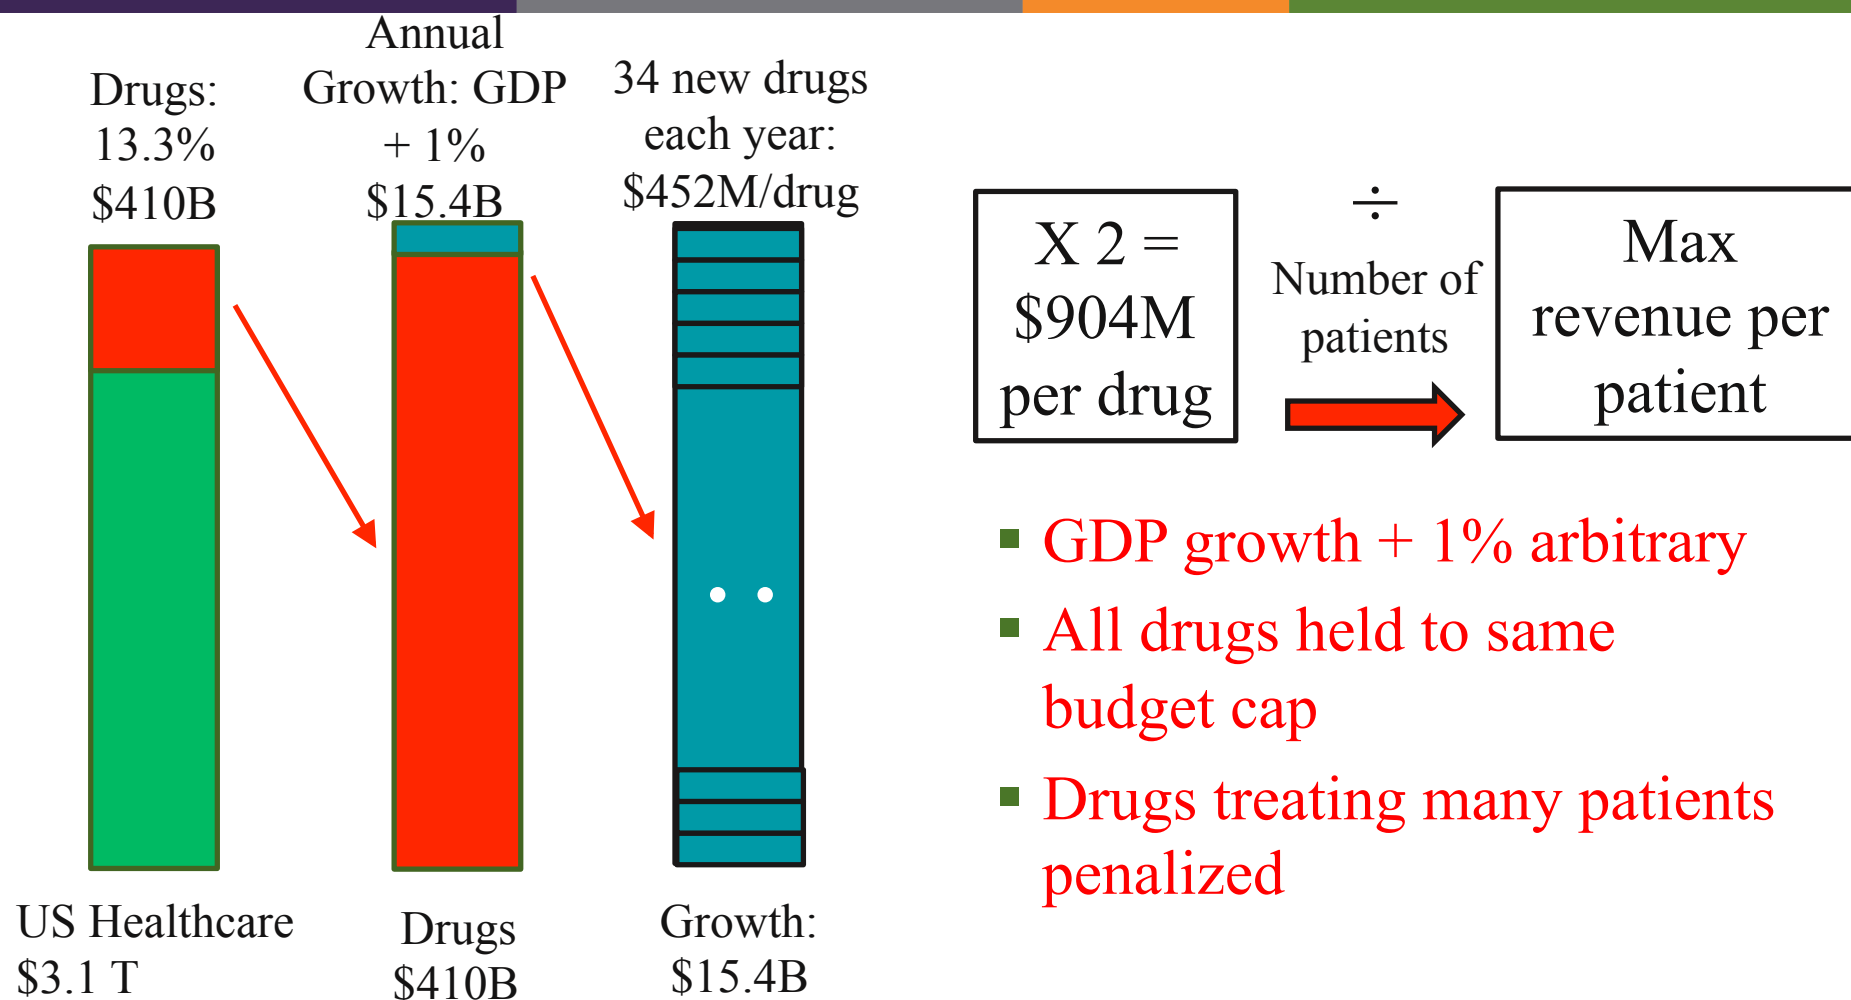 Drugs:
13.3%
$410B
Annual
Growth: GDP
+ 1%
$15.4B
34 new drugs
each year:
$452M/drug
US Healthcare
$3.1 T
Drugs
$410B
Growth:
$15.4B
X 2 =
$904M
per drug
÷
Number of
patients
Max
revenue per
patient
GDP growth + 1% arbitrary
All drugs held to same
budget cap
Drugs treating many patients
penalized